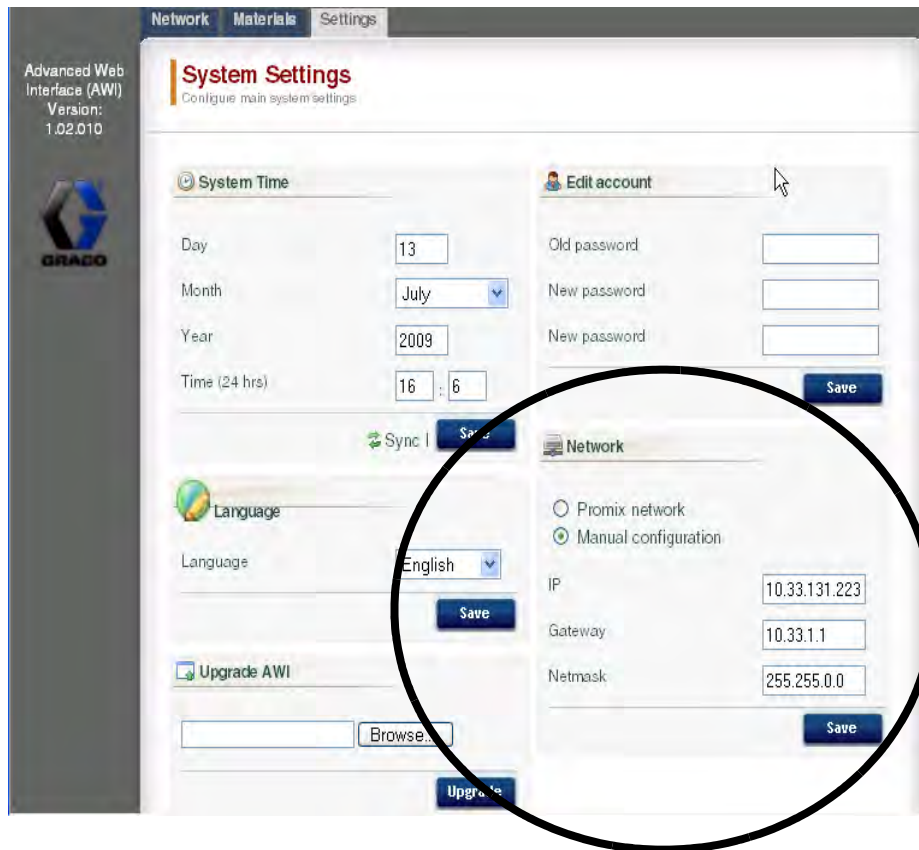 Network Materials Settings
Advanced Web
Interface (AWI)
Version:
1.02.010
GRACO
System Settings
Configure main system settings
System Time
Day 13
Month July
Year 2009
Time (24 hrs) 16 : 6
Sync | Save
Language
Language English
Save
Upgrade AWI
Browse...
Upgrade
Edit account
Old password
New password
New password
Save
Network
Promix network
Manual configuration
IP 10.33.131.223
Gateway 10.33.1.1
Netmask 255.255.0.0
Save